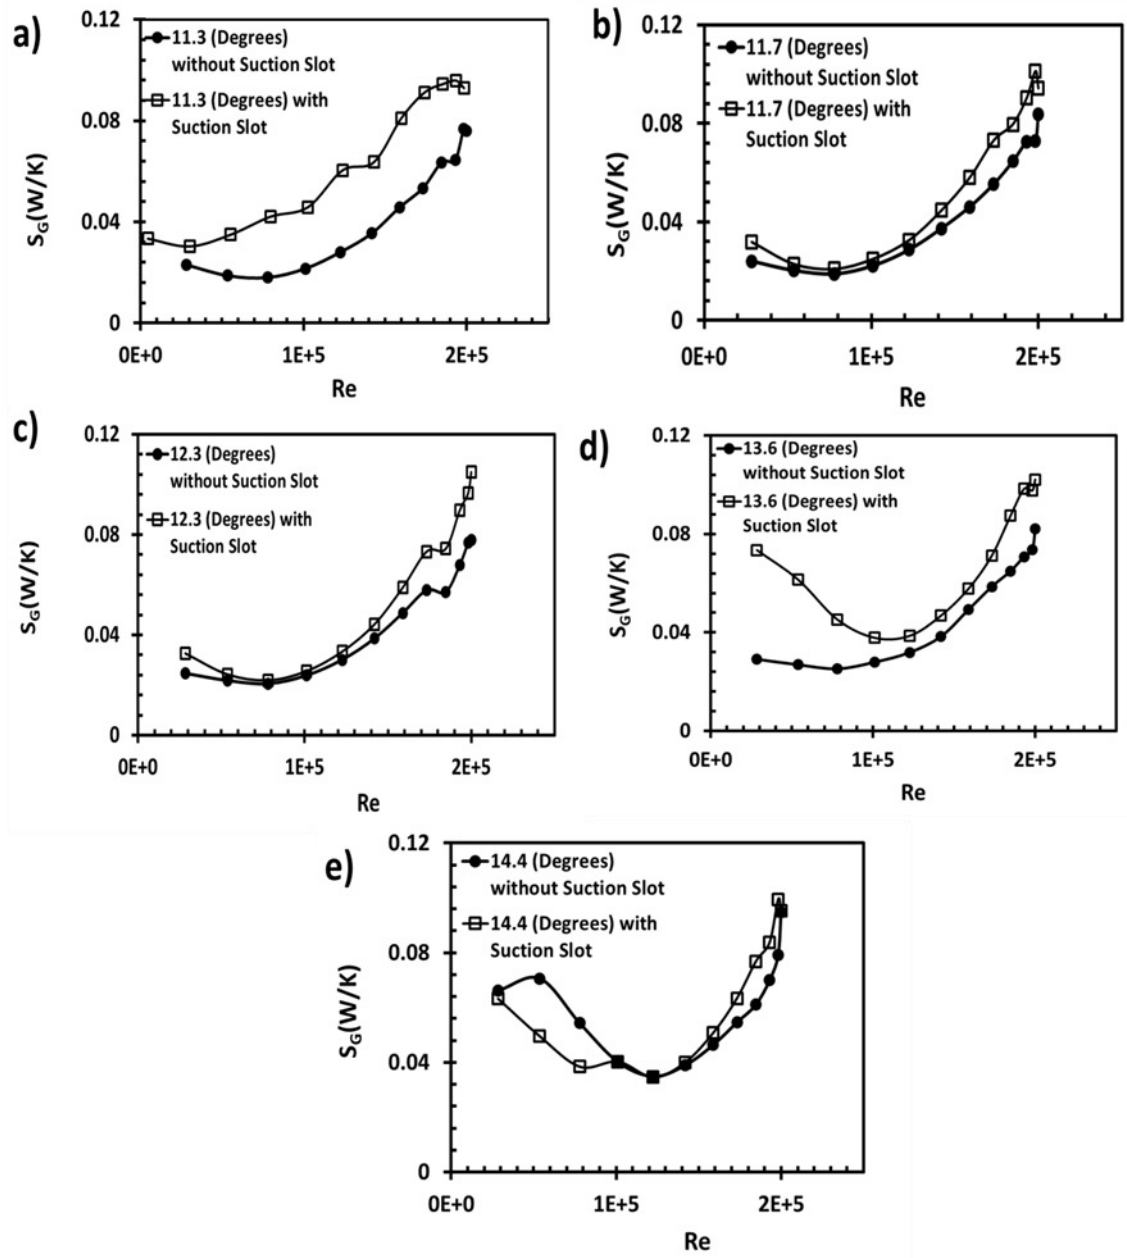 a)
0.12
11.3 (Degrees)
without Suction Slot
11.3 (Degrees) with
Suction Slot
0.08
0.04
0
S_G(W/K)
0E+0 1E+5 2E+5
Re
b)
0.12
11.7 (Degrees)
without Suction Slot
11.7 (Degrees) with
Suction Slot
0.08
0.04
0
S_G(W/K)
0E+0 1E+5 2E+5
Re
c)
0.12
12.3 (Degrees)
without Suction Slot
12.3 (Degrees) with
Suction Slot
0.08
0.04
0
S_G(W/K)
0E+0 1E+5 2E+5
Re
d)
0.12
13.6 (Degrees)
without Suction Slot
13.6 (Degrees) with
Suction Slot
0.08
0.04
0
S_G(W/K)
0E+0 1E+5 2E+5
Re
e)
0.12
14.4 (Degrees)
without Suction Slot
14.4 (Degrees) with
Suction Slot
0.08
0.04
0
S_G(W/K)
0E+0 1E+5 2E+5
Re